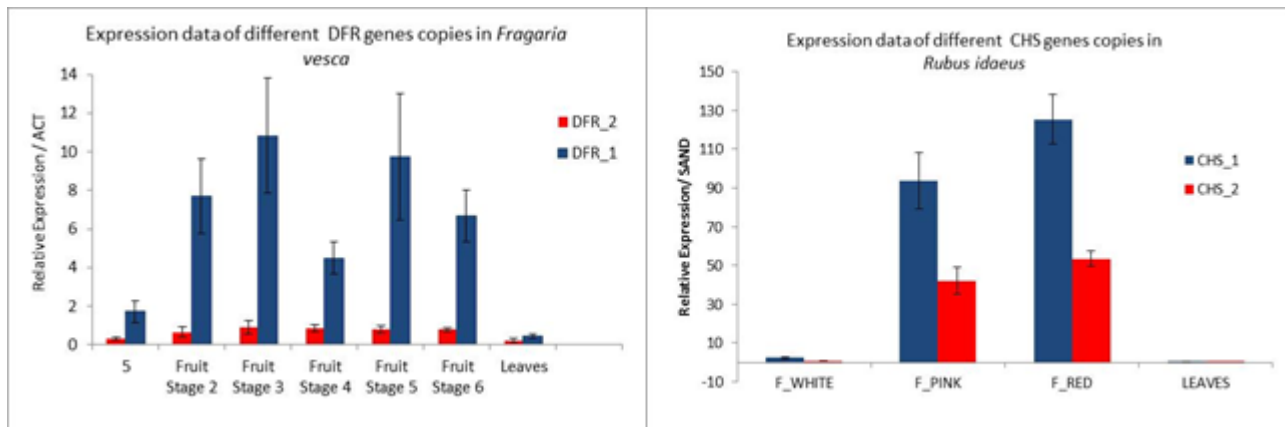 Expression data of different DFR genes copies in Fragaria
vesca
14
12
10
8
6
4
2
0
Relative Expression / ACT
DFR_2
DFR_1
5
Fruit
Stage 2
Fruit
Stage 3
Fruit
Stage 4
Fruit
Stage 5
Fruit
Stage 6
Leaves
Expression data of different CHS genes copies in
Rubus idaeus
150
130
110
90
70
50
30
10
-10
Relative Expression/ SAND
CHS_1
CHS_2
F_WHITE
F_PINK
F_RED
LEAVES